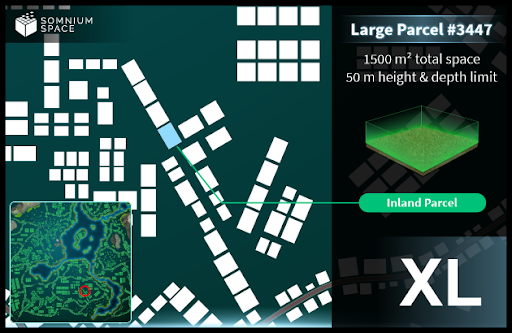 SOMNIUM
SPACE
Large Parcel #3447
1500 m² total space
50 m height & depth limit
Inland Parcel
XL